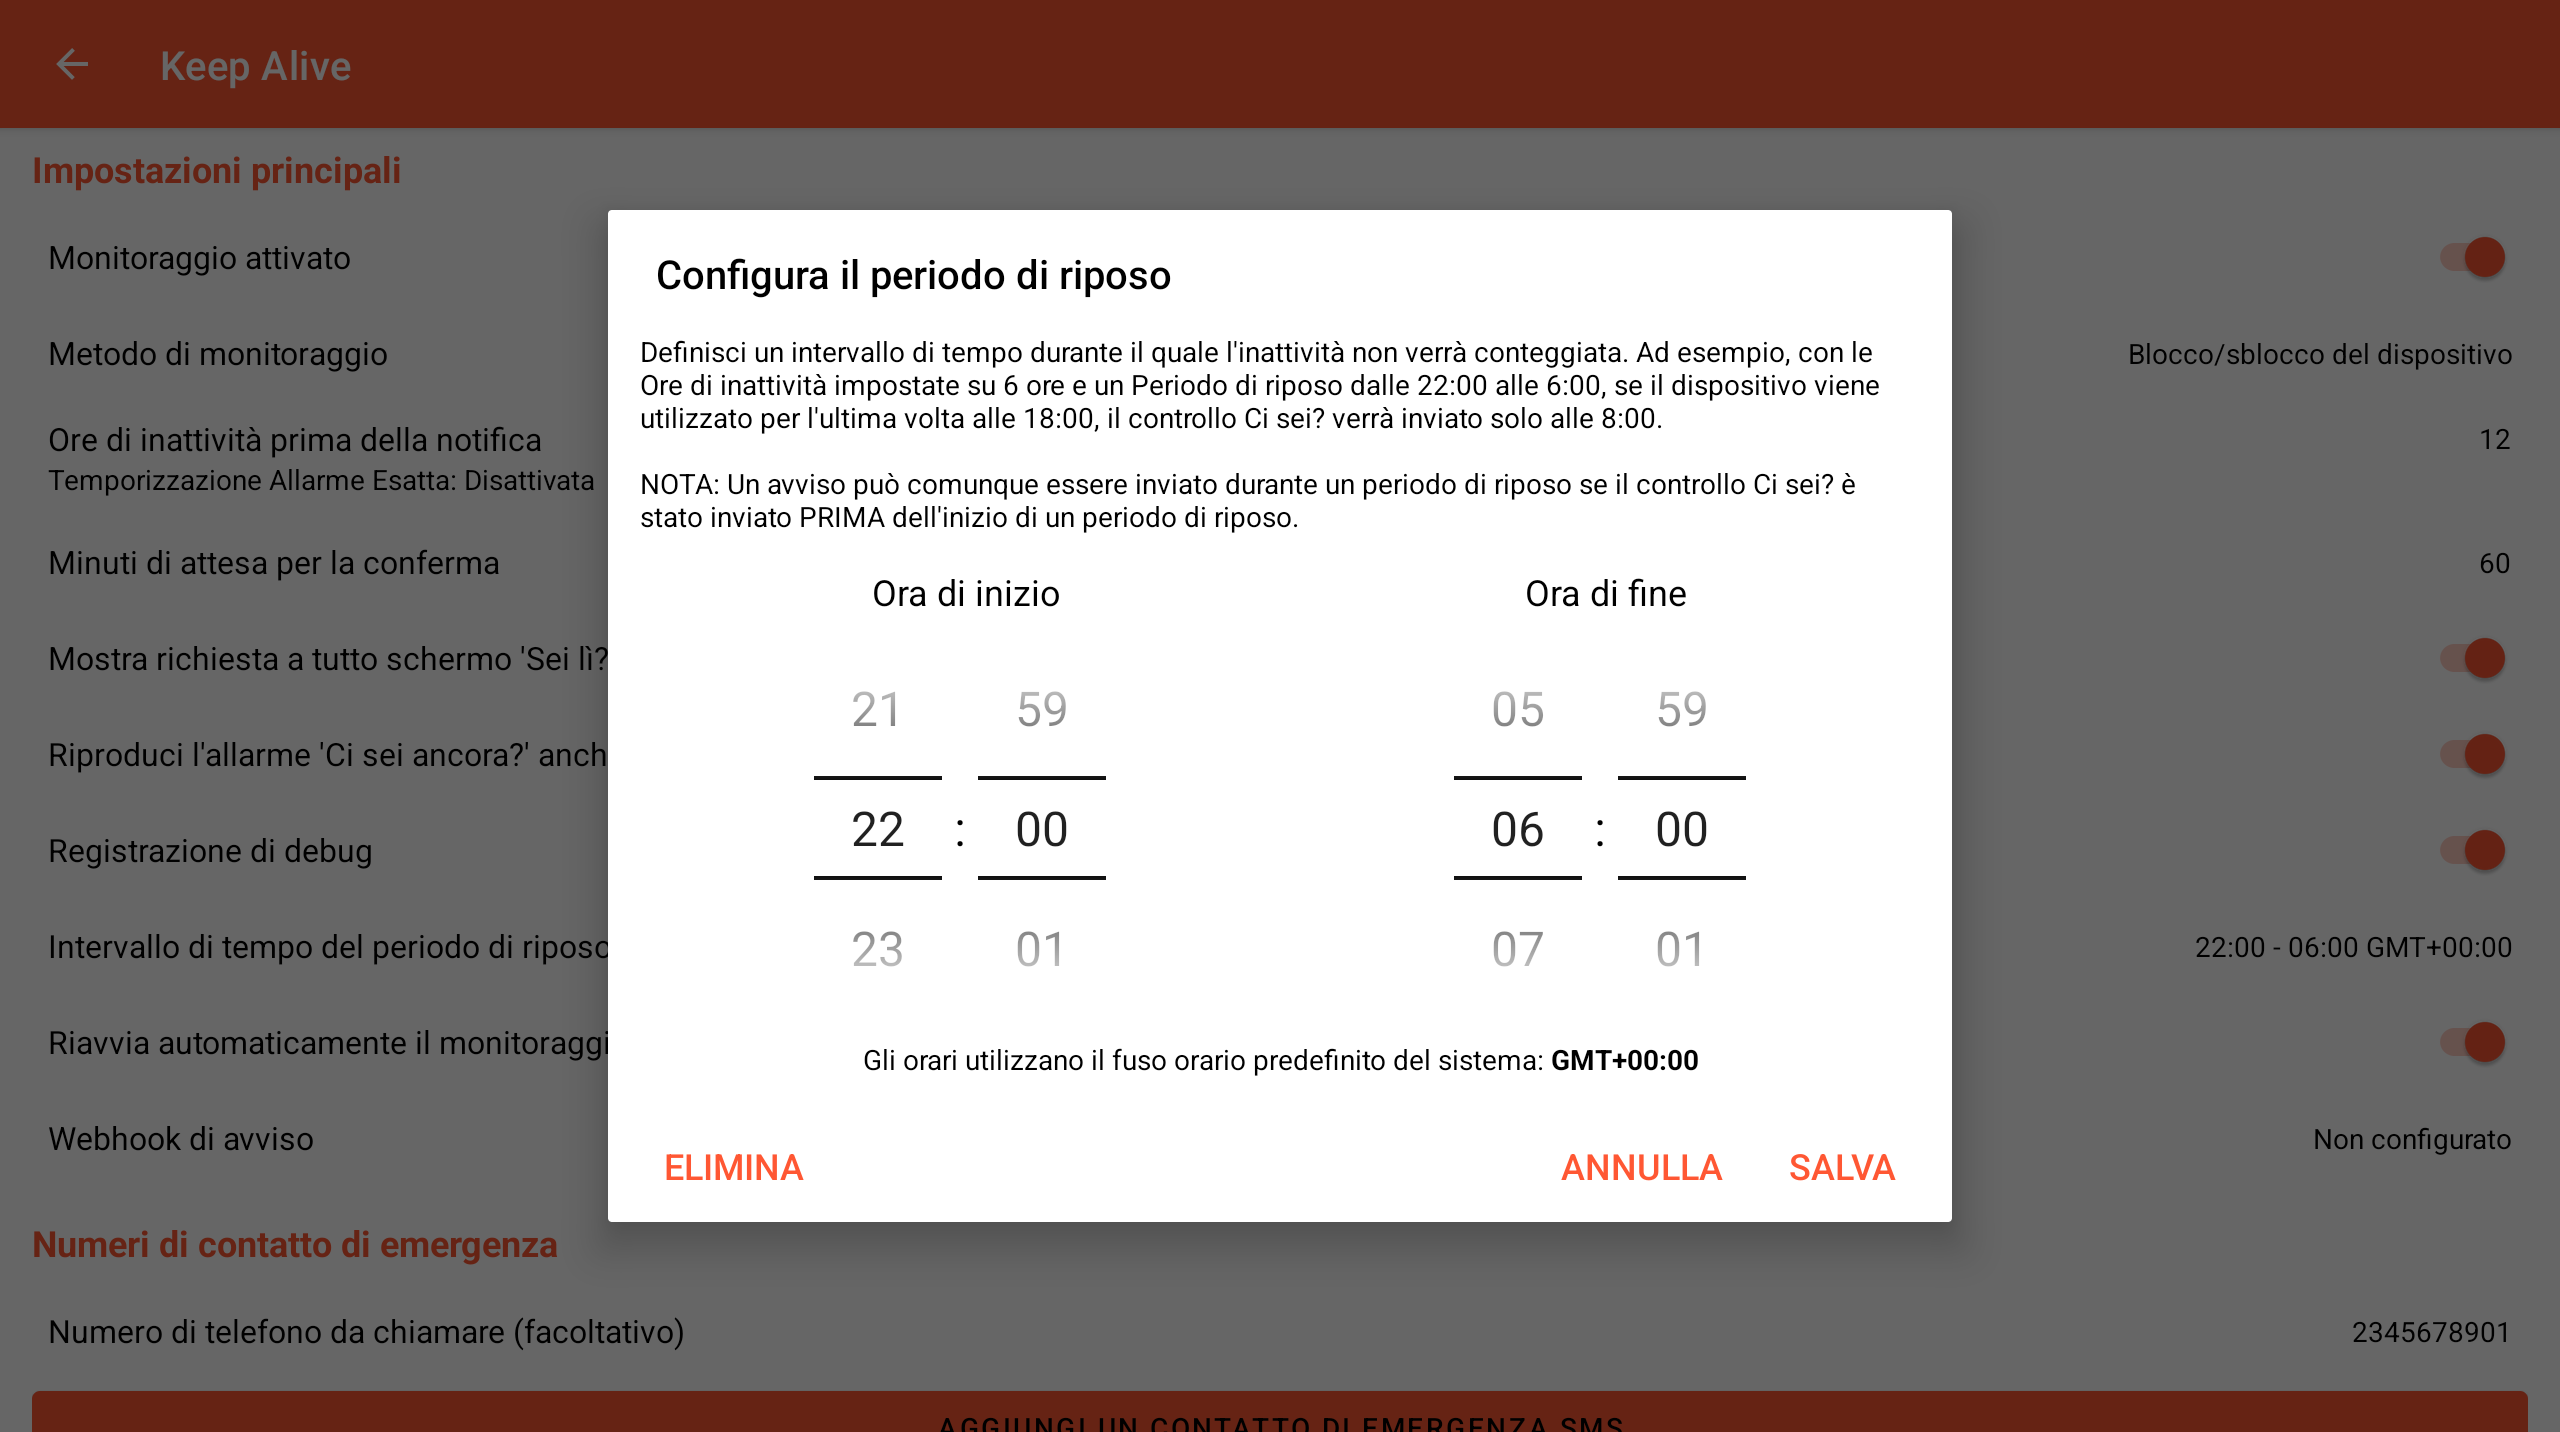 Keep Alive
Impostazioni principali
Monitoraggio attivato
Metodo di monitoraggio
Blocco/sblocco del dispositivo
Ore di inattività prima della notifica
12
Temporizzazione Allarme Esatta: Disattivata
Minuti di attesa per la conferma
60
Mostra richiesta a tutto schermo 'Sei lì?
Riproduci l'allarme 'Ci sei ancora?' anch
Registrazione di debug
Intervallo di tempo del periodo di riposo
22:00 - 06:00 GMT+00:00
Riavvia automaticamente il monitoraggi
Webhook di avviso
Non configurato
Numeri di contatto di emergenza
Numero di telefono da chiamare (facoltativo)
2345678901
AGGIUNGI UN CONTATTO DI EMERGENZA SMS
Configura il periodo di riposo
Definisci un intervallo di tempo durante il quale l'inattività non verrà conteggiata. Ad esempio, con le
Ore di inattività impostate su 6 ore e un Periodo di riposo dalle 22:00 alle 6:00, se il dispositivo viene
utilizzato per l'ultima volta alle 18:00, il controllo Ci sei? verrà inviato solo alle 8:00.
NOTA: Un avviso può comunque essere inviato durante un periodo di riposo se il controllo Ci sei? è
stato inviato PRIMA dell'inizio di un periodo di riposo.
Ora di inizio
Ora di fine
21 59
05 59
22 : 00
06 : 00
23 01
07 01
Gli orari utilizzano il fuso orario predefinito del sistema: GMT+00:00
ELIMINA
ANNULLA
SALVA